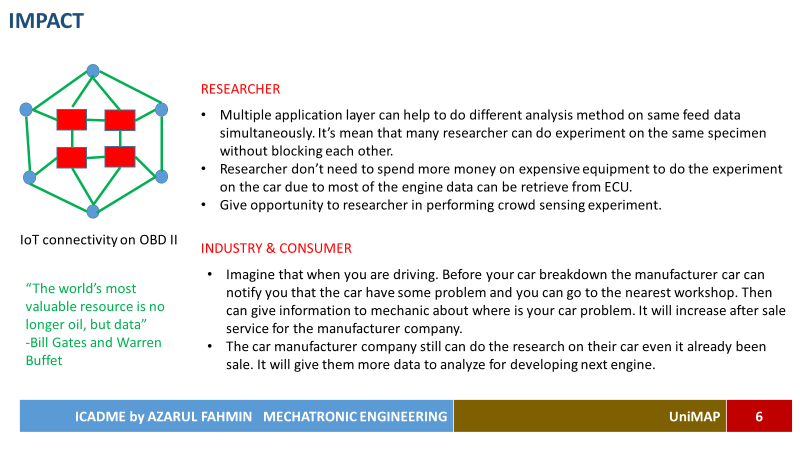 IMPACT
RESEARCHER
• Multiple application layer can help to do different analysis method on same feed data
simultaneously. It’s mean that many researcher can do experiment on the same specimen
without blocking each other.
• Researcher don’t need to spend more money on expensive equipment to do the experiment
on the car due to most of the engine data can be retrieve from ECU.
• Give opportunity to researcher in performing crowd sensing experiment.
IoT connectivity on OBD II
INDUSTRY & CONSUMER
• Imagine that when you are driving. Before your car breakdown the manufacturer car can
notify you that the car have some problem and you can go to the nearest workshop. Then
can give information to mechanic about where is your car problem. It will increase after sale
service for the manufacturer company.
• The car manufacturer company still can do the research on their car even it already been
sale. It will give them more data to analyze for developing next engine.
“The world’s most
valuable resource is no
longer oil, but data”
-Bill Gates and Warren
Buffet
ICADME by AZARUL FAHMIN MECHATRONIC ENGINEERING
UniMAP
6